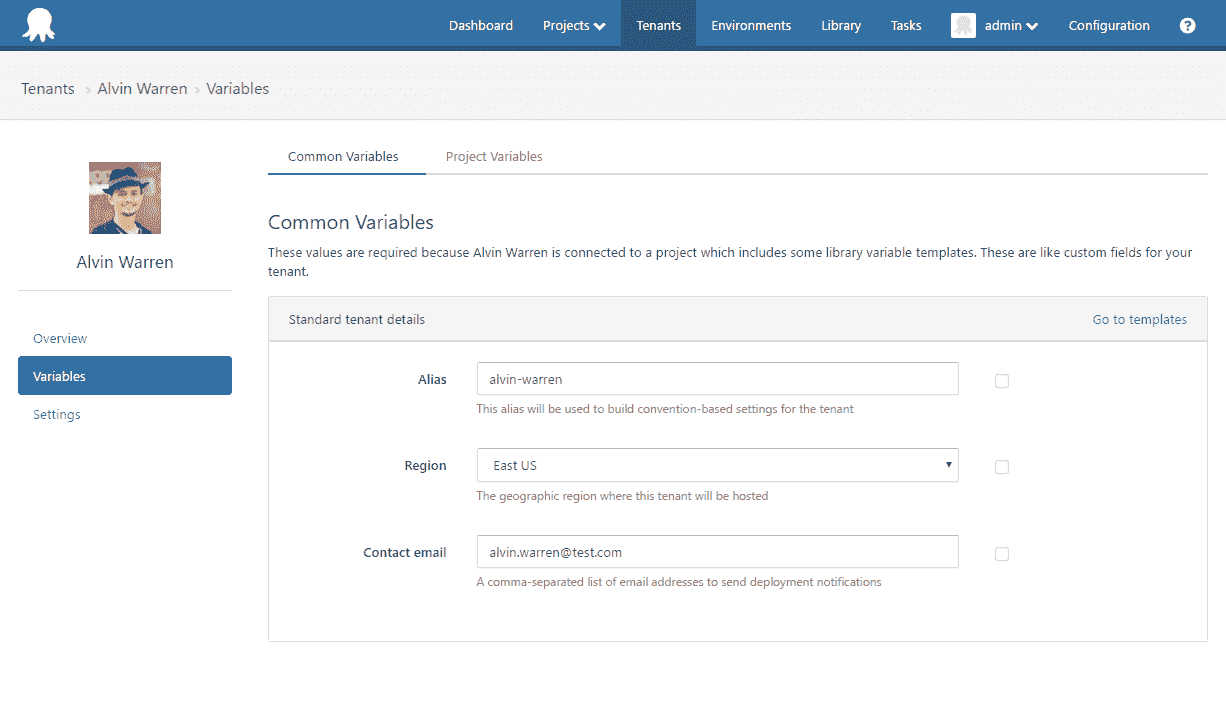 Dashboard Projects Tenants Environments Library Tasks admin Configuration ?
Tenants » Alvin Warren » Variables
Common Variables Project Variables
Alvin Warren
Overview
Variables
Settings
Common Variables
These values are required because Alvin Warren is connected to a project which includes some library variable templates. These are like custom fields for your
tenant.
Standard tenant details Go to templates
Alias alvin-warren
This alias will be used to build convention-based settings for the tenant
Region East US
The geographic region where this tenant will be hosted
Contact email alvin.warren@test.com
A comma-separated list of email addresses to send deployment notifications